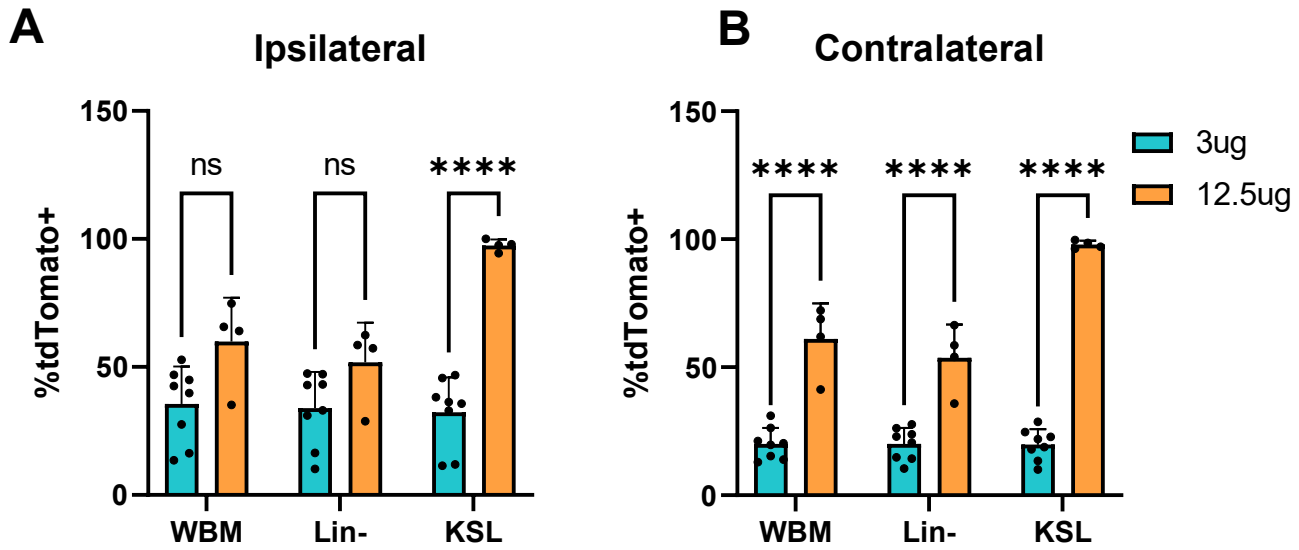 A
Ipsilateral
%tdTomato+
150
100
50
0
ns
ns
****
WBM
Lin-
KSL
B
Contralateral
%tdTomato+
150
100
50
0
****
****
****
WBM
Lin-
KSL
3ug
12.5ug